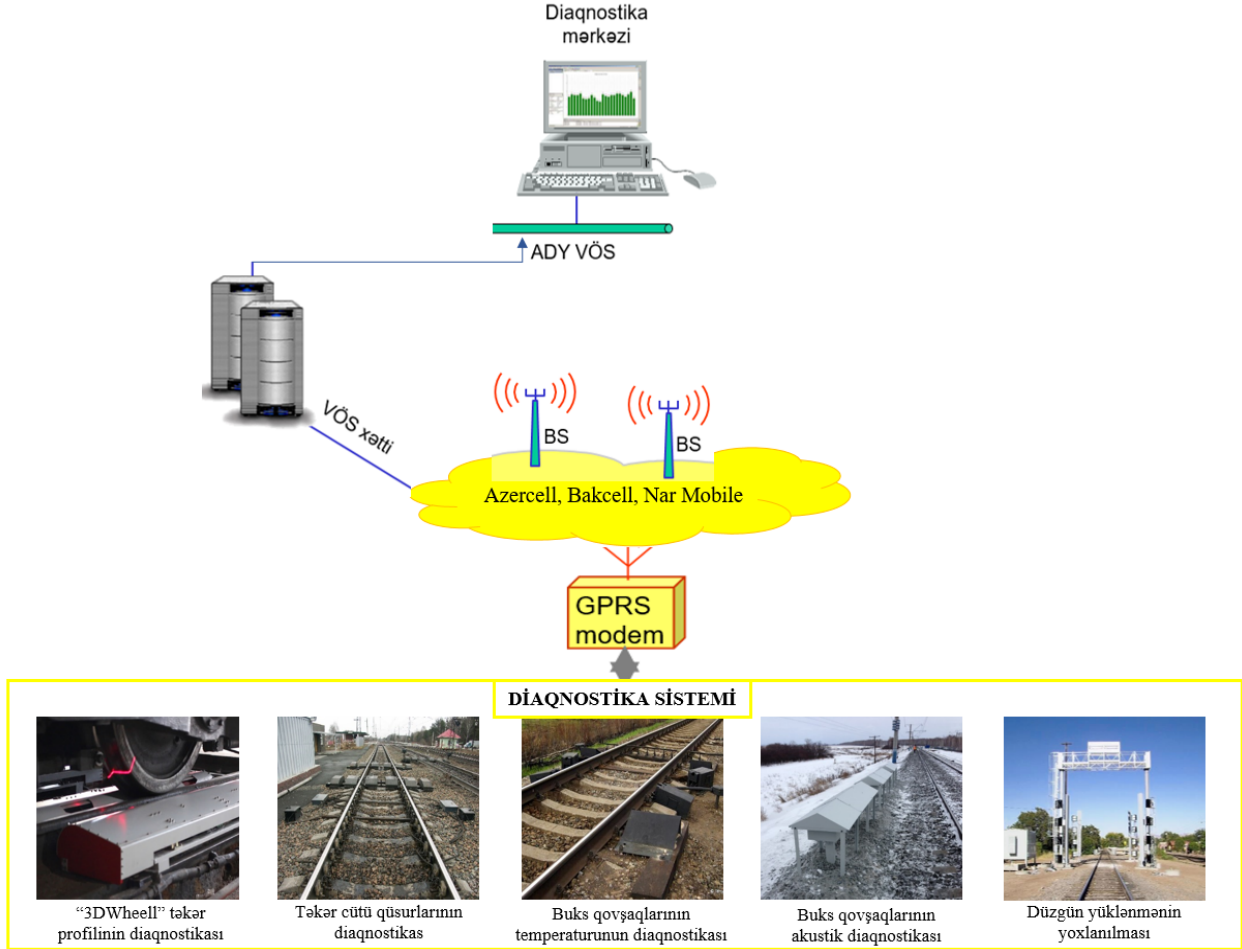 Diaqnostika
mərkəzi
ADY VÖS
VÖS xətti
BS
BS
Azercell, Bakcell, Nar Mobile
GPRS
modem
DİAQNOSTİKA SİSTEMİ
“3DWheell” təkər
profilinin diaqnostikası
Təkər cütü qüsurlarının
diaqnostikas
Buks qovşaqlarının
temperaturunun diaqnostikası
Buks qovşaqlarının
akustik diaqnostikası
Düzgün yüklənmənin
yoxlanılması